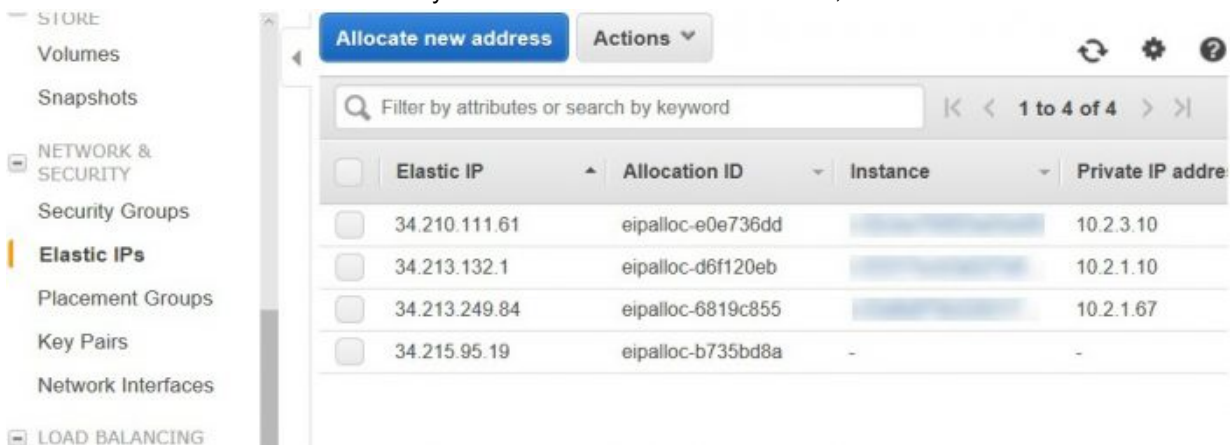 STORE
Volumes
Snapshots
NETWORK &
SECURITY
Security Groups
Elastic IPs
Placement Groups
Key Pairs
Network Interfaces
LOAD BALANCING
Allocate new address Actions
Filter by attributes or search by keyword 1 to 4 of 4
Elastic IP Allocation ID Instance Private IP addre
34.210.111.61 eipalloc-e0e736dd 10.2.3.10
34.213.132.1 eipalloc-d6f120eb 10.2.1.10
34.213.249.84 eipalloc-6819c855 10.2.1.67
34.215.95.19 eipalloc-b735bd8a - -